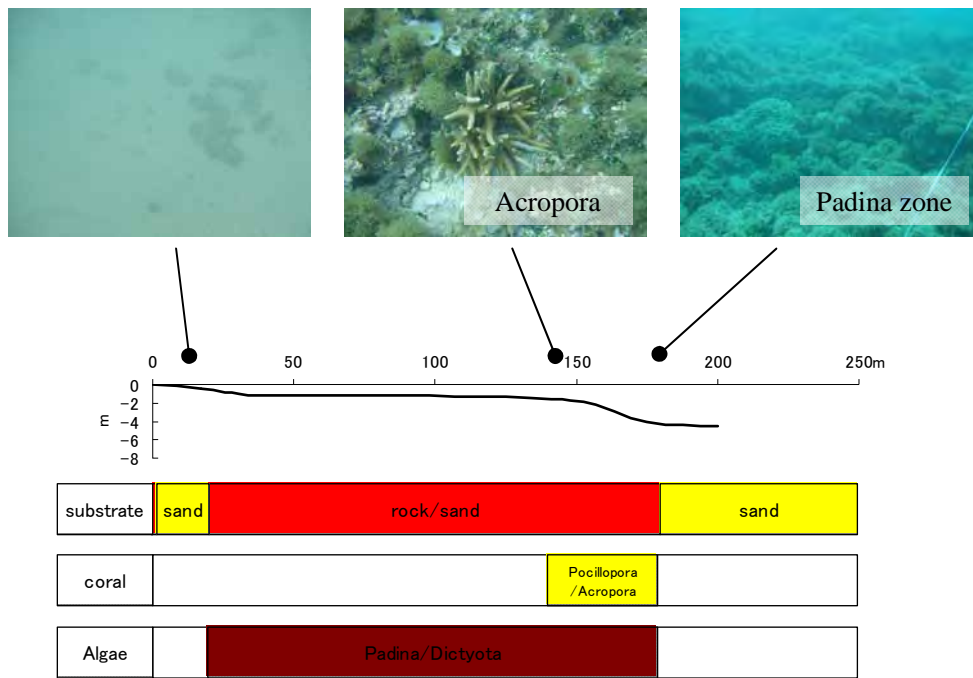 Acropora
Padina zone
0 50 100 150 200 250m
0
−2
−4
−6
−8
m
substrate sand rock/sand sand
coral Pocillopora
/Acropora
Algae Padina/Dictyota